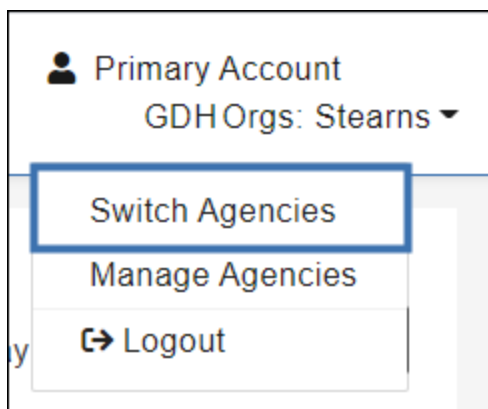 Primary Account
GDH Orgs: Stearns
Switch Agencies
Manage Agencies
Logout